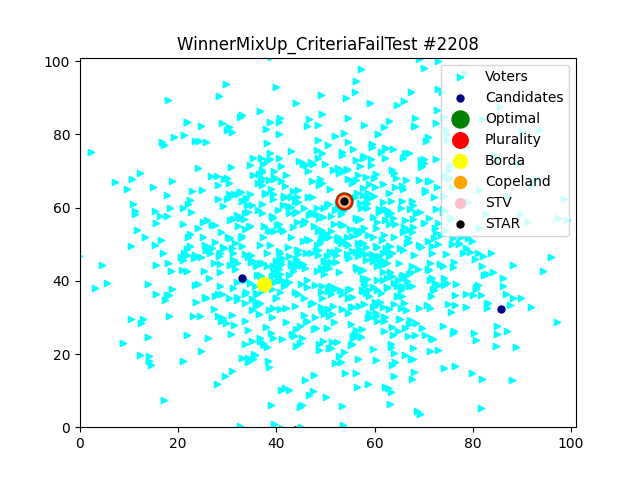 WinnerMixUp_CriteriaFailTest #2208
100
80
60
40
20
0
0
20
40
60
80
100
Voters
Candidates
Optimal
Plurality
Borda
Copeland
STV
STAR